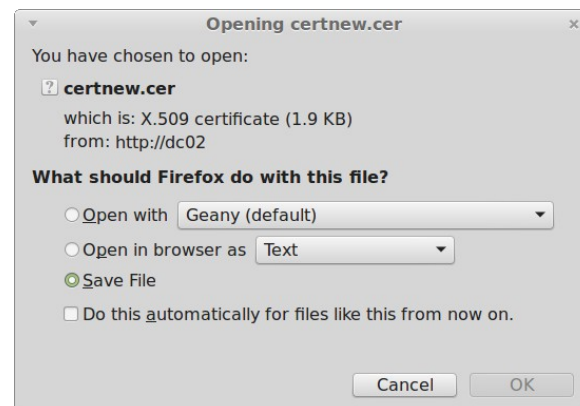 Opening certnew.cer
You have chosen to open:
certnew.cer
which is: X.509 certificate (1.9 KB)
from: http://dc02
What should Firefox do with this file?
Open with Geany (default)
Open in browser as Text
Save File
Do this automatically for files like this from now on.
Cancel OK